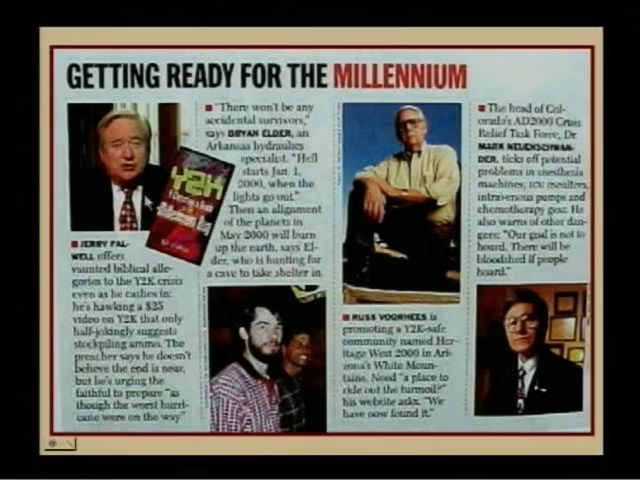 GETTING READY FOR THE MILLENNIUM
Y2K
■ JERRY FAL-
WELL offers
vaunted biblical alle-
gories to the Y2K crisis
even as he cashes in:
he's hawking a $25
video on Y2K that only
half-jokingly suggests
stockpiling ammo. The
preacher says he doesn't
believe the end is near,
but he's urging the
faithful to prepare "as
though the worst hurri-
cane were on the way."
■ "There won't be any
accidental survivors,"
says BRYAN ELDER, an
Arkansas hydraulics
specialist. "Hell
starts Jan. 1,
2000, when the
lights go out."
Then an alignment
of the planets in
May 2000 will burn
up the earth, says El-
der, who is hunting for
a cave to take shelter in.
■ RUSS VOORHEES is
promoting a Y2K-safe
community named Her-
itage West 2000 in Ari-
zona's White Moun-
tains. Need "a place to
ride out the turmoil?"
his website asks. "We
have now found it."
■ The head of Col-
orado's AD2000 Crisis
Relief Task Force, Dr.
MARK NEUENSCHWAN-
DER, ticks off potential
problems in anesthesia
machines, ICU monitors,
intravenous pumps and
chemotherapy gear. He
also warns of other dan-
gers: "Our goal is not to
hoard. There will be
bloodshed if people
hoard."